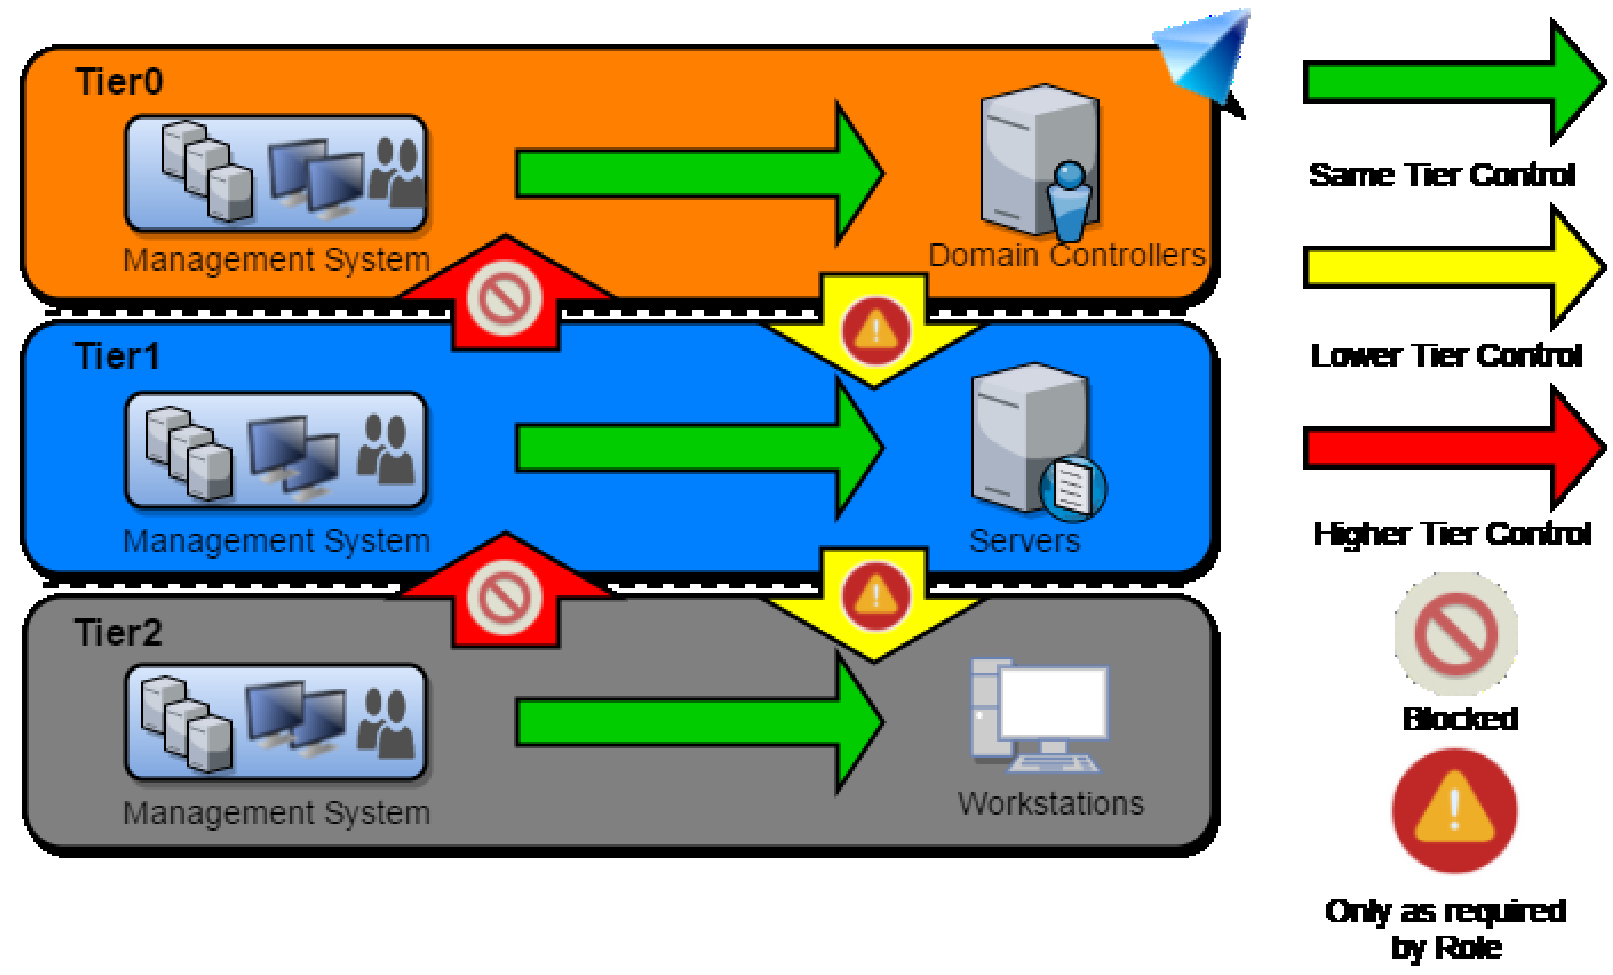 Tier0
Management System
Domain Controllers
Tier1
Management System
Servers
Tier2
Management System
Workstations
Same Tier Control
Lower Tier Control
Higher Tier Control
Blocked
Only as required
by Role